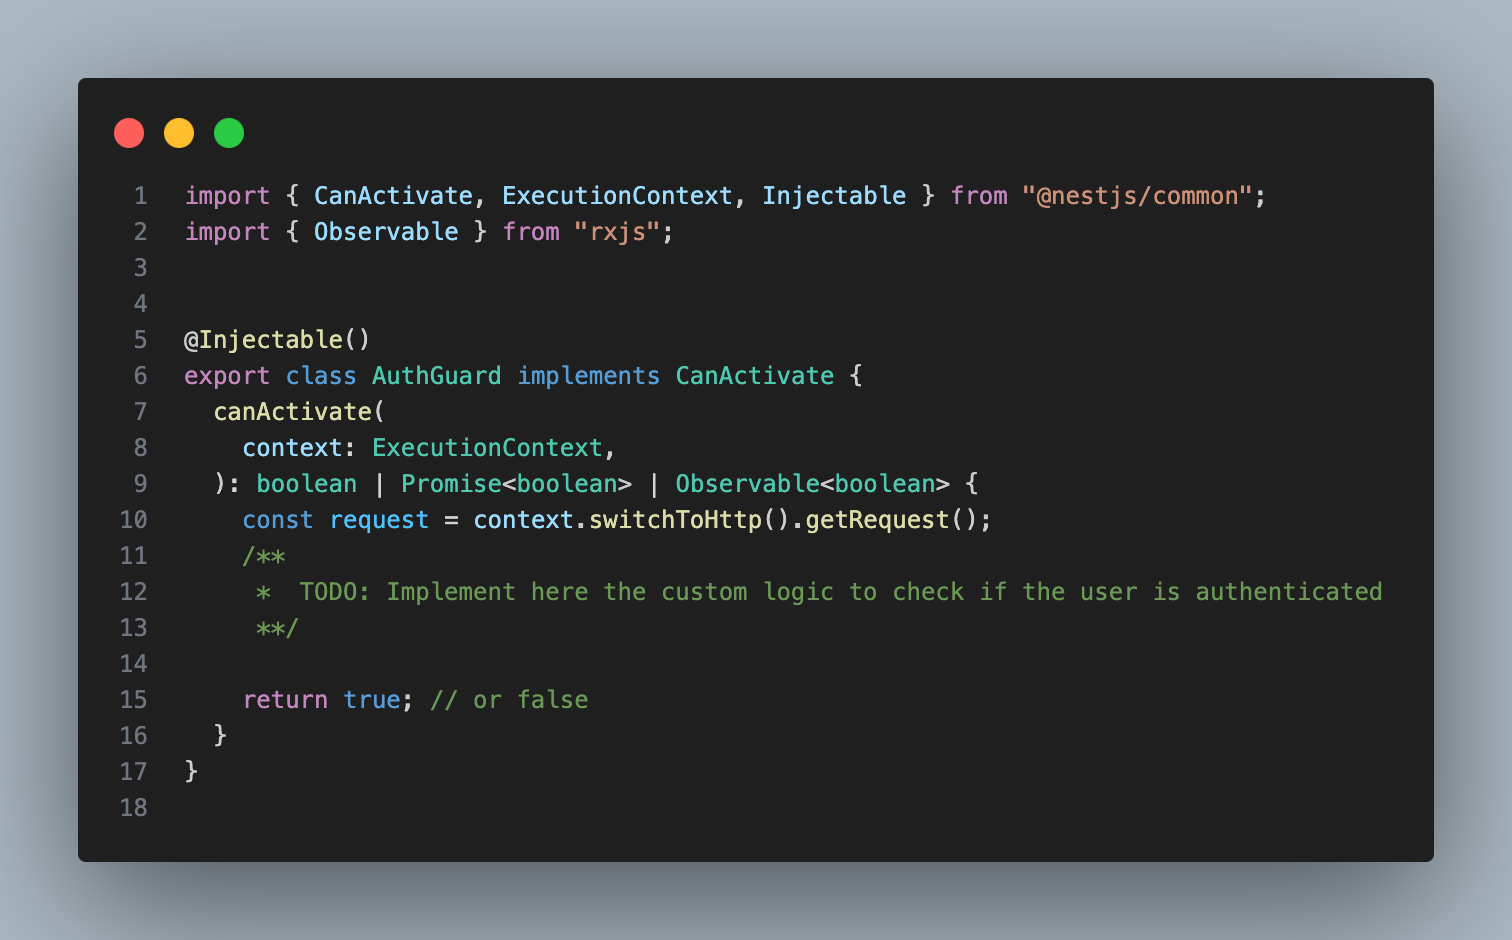 1 import { CanActivate, ExecutionContext, Injectable } from "@nestjs/common";
2 import { Observable } from "rxjs";
3
4
5 @Injectable()
6 export class AuthGuard implements CanActivate {
7   canActivate(
8     context: ExecutionContext,
9   ): boolean | Promise<boolean> | Observable<boolean> {
10     const request = context.switchToHttp().getRequest();
11     /**
12      *  TODO: Implement here the custom logic to check if the user is authenticated
13      **/
14
15     return true; // or false
16   }
17 }
18